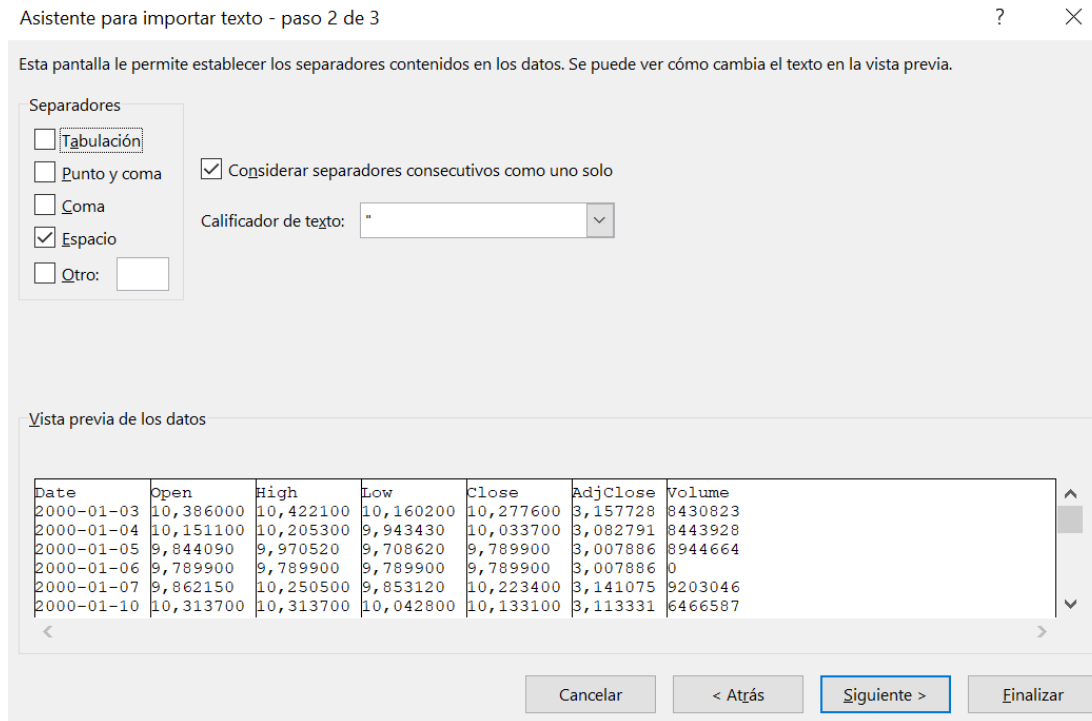 Asistente para importar texto - paso 2 de 3 ? ×
Esta pantalla le permite establecer los separadores contenidos en los datos. Se puede ver cómo cambia el texto en la vista previa.
Separadores
Tabulación
Punto y coma
Coma
Espacio
Otro:
Considerar separadores consecutivos como uno solo
Calificador de texto: "
Vista previa de los datos
Date Open High Low Close AdjClose Volume
2000-01-03 10,386000 10,422100 10,160200 10,277600 3,157728 8430823
2000-01-04 10,151100 10,205300 9,943430 10,033700 3,082791 8443928
2000-01-05 9,844090 9,970520 9,708620 9,789900 3,007886 8944664
2000-01-06 9,789900 9,789900 9,789900 9,789900 3,007886 0
2000-01-07 9,862150 10,250500 9,853120 10,223400 3,141075 9203046
2000-01-10 10,313700 10,313700 10,042800 10,133100 3,113331 6466587
Cancelar < Atrás Siguiente > Finalizar